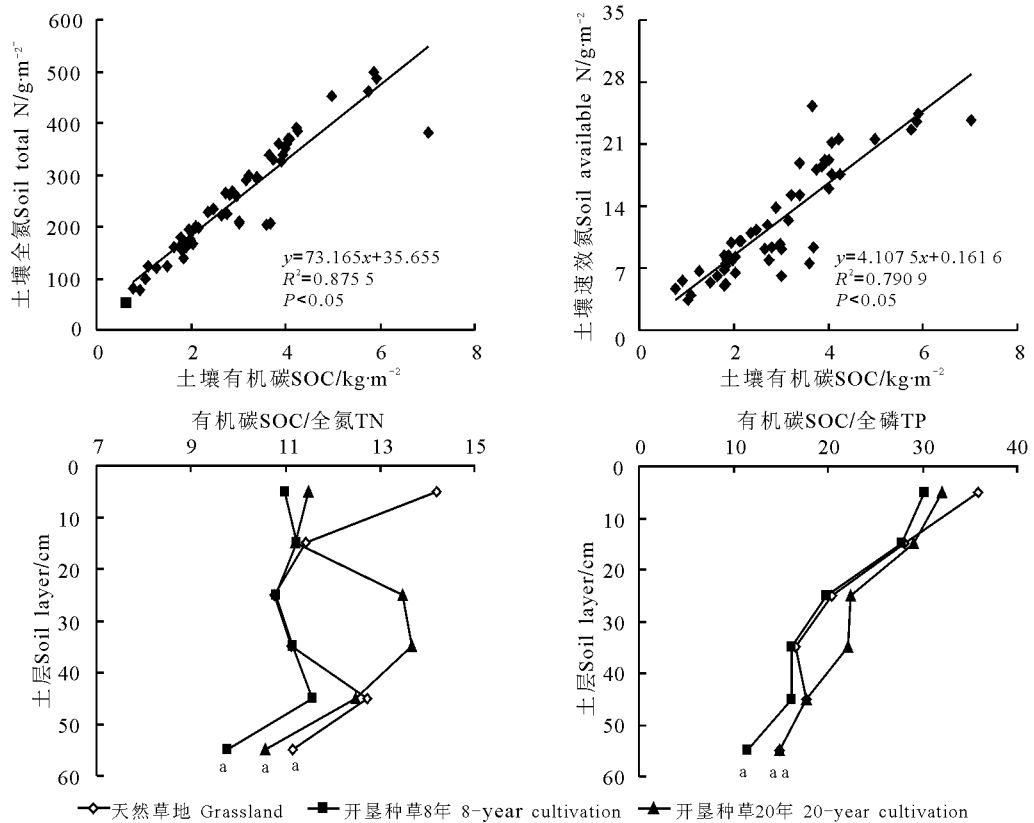 600
500
400
300
200
100
0
土壤全氮Soil total N/g·m⁻²
y=73.165x+35.655
R²=0.875 5
P<0.05
0 2 4 6 8
土壤有机碳SOC/kg·m⁻²
35
28
21
14
7
0
土壤速效氮Soil available N/g·m⁻²
y=4.107 5x+0.161 6
R²=0.790 9
P<0.05
0 2 4 6 8
土壤有机碳SOC/kg·m⁻²
有机碳SOC/全氮TN
7 9 11 13 15
0
10
20
30
40
50
60
土层Soil layer/cm
a a a
有机碳SOC/全磷TP
0 10 20 30 40
0
10
20
30
40
50
60
土层Soil layer/cm
a a a
天然草地 Grassland 开垦种草8年 8-year cultivation 开垦种草20年 20-year cultivation